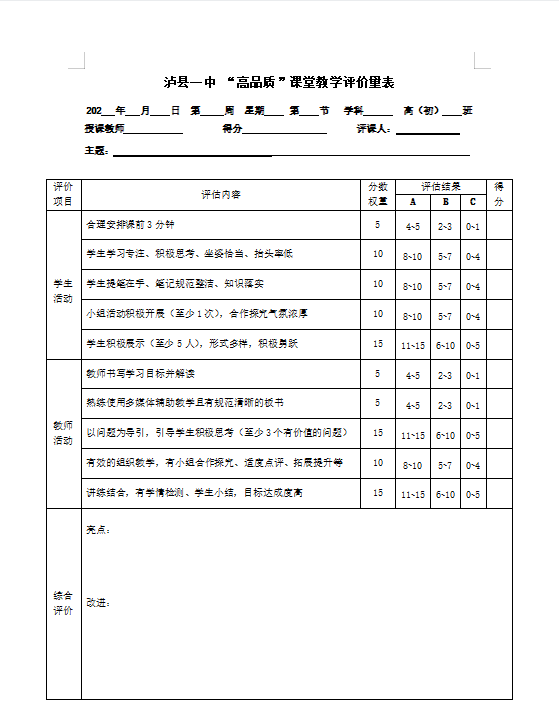 泸县一中 “高品质”课堂教学评价量表
202___年___月____日 第____周 星期____ 第____节 学科______ 高（初）____班
授课教师____________ 得分____________ 评课人：____________
主题：____________
评价项目 评估内容 分数权重 评估结果 得分
A B C
学生活动
合理安排课前3分钟 5 4~5 2~3 0~1
学生学习专注、积极思考、坐姿恰当、抬头率低 10 8~10 5~7 0~4
学生提笔在手、笔记规范整洁、知识落实 10 8~10 5~7 0~4
小组活动积极开展（至少1次），合作探究气氛浓厚 10 8~10 5~7 0~4
学生积极展示（至少5人），形式多样，积极勇跃 15 11~15 6~10 0~5
教师活动
教师书写学习目标并解读 5 4~5 2~3 0~1
熟练使用多媒体辅助教学且有规范清晰的板书 5 4~5 2~3 0~1
以问题为导引，引导学生积极思考（至少3个有价值的问题） 15 11~15 6~10 0~5
有效的组织教学，有小组合作探究、适度点评、拓展提升等 10 8~10 5~7 0~4
讲练结合，有学情检测、学生小结，目标达成度高 15 11~15 6~10 0~5
综合评价
亮点：
改进：